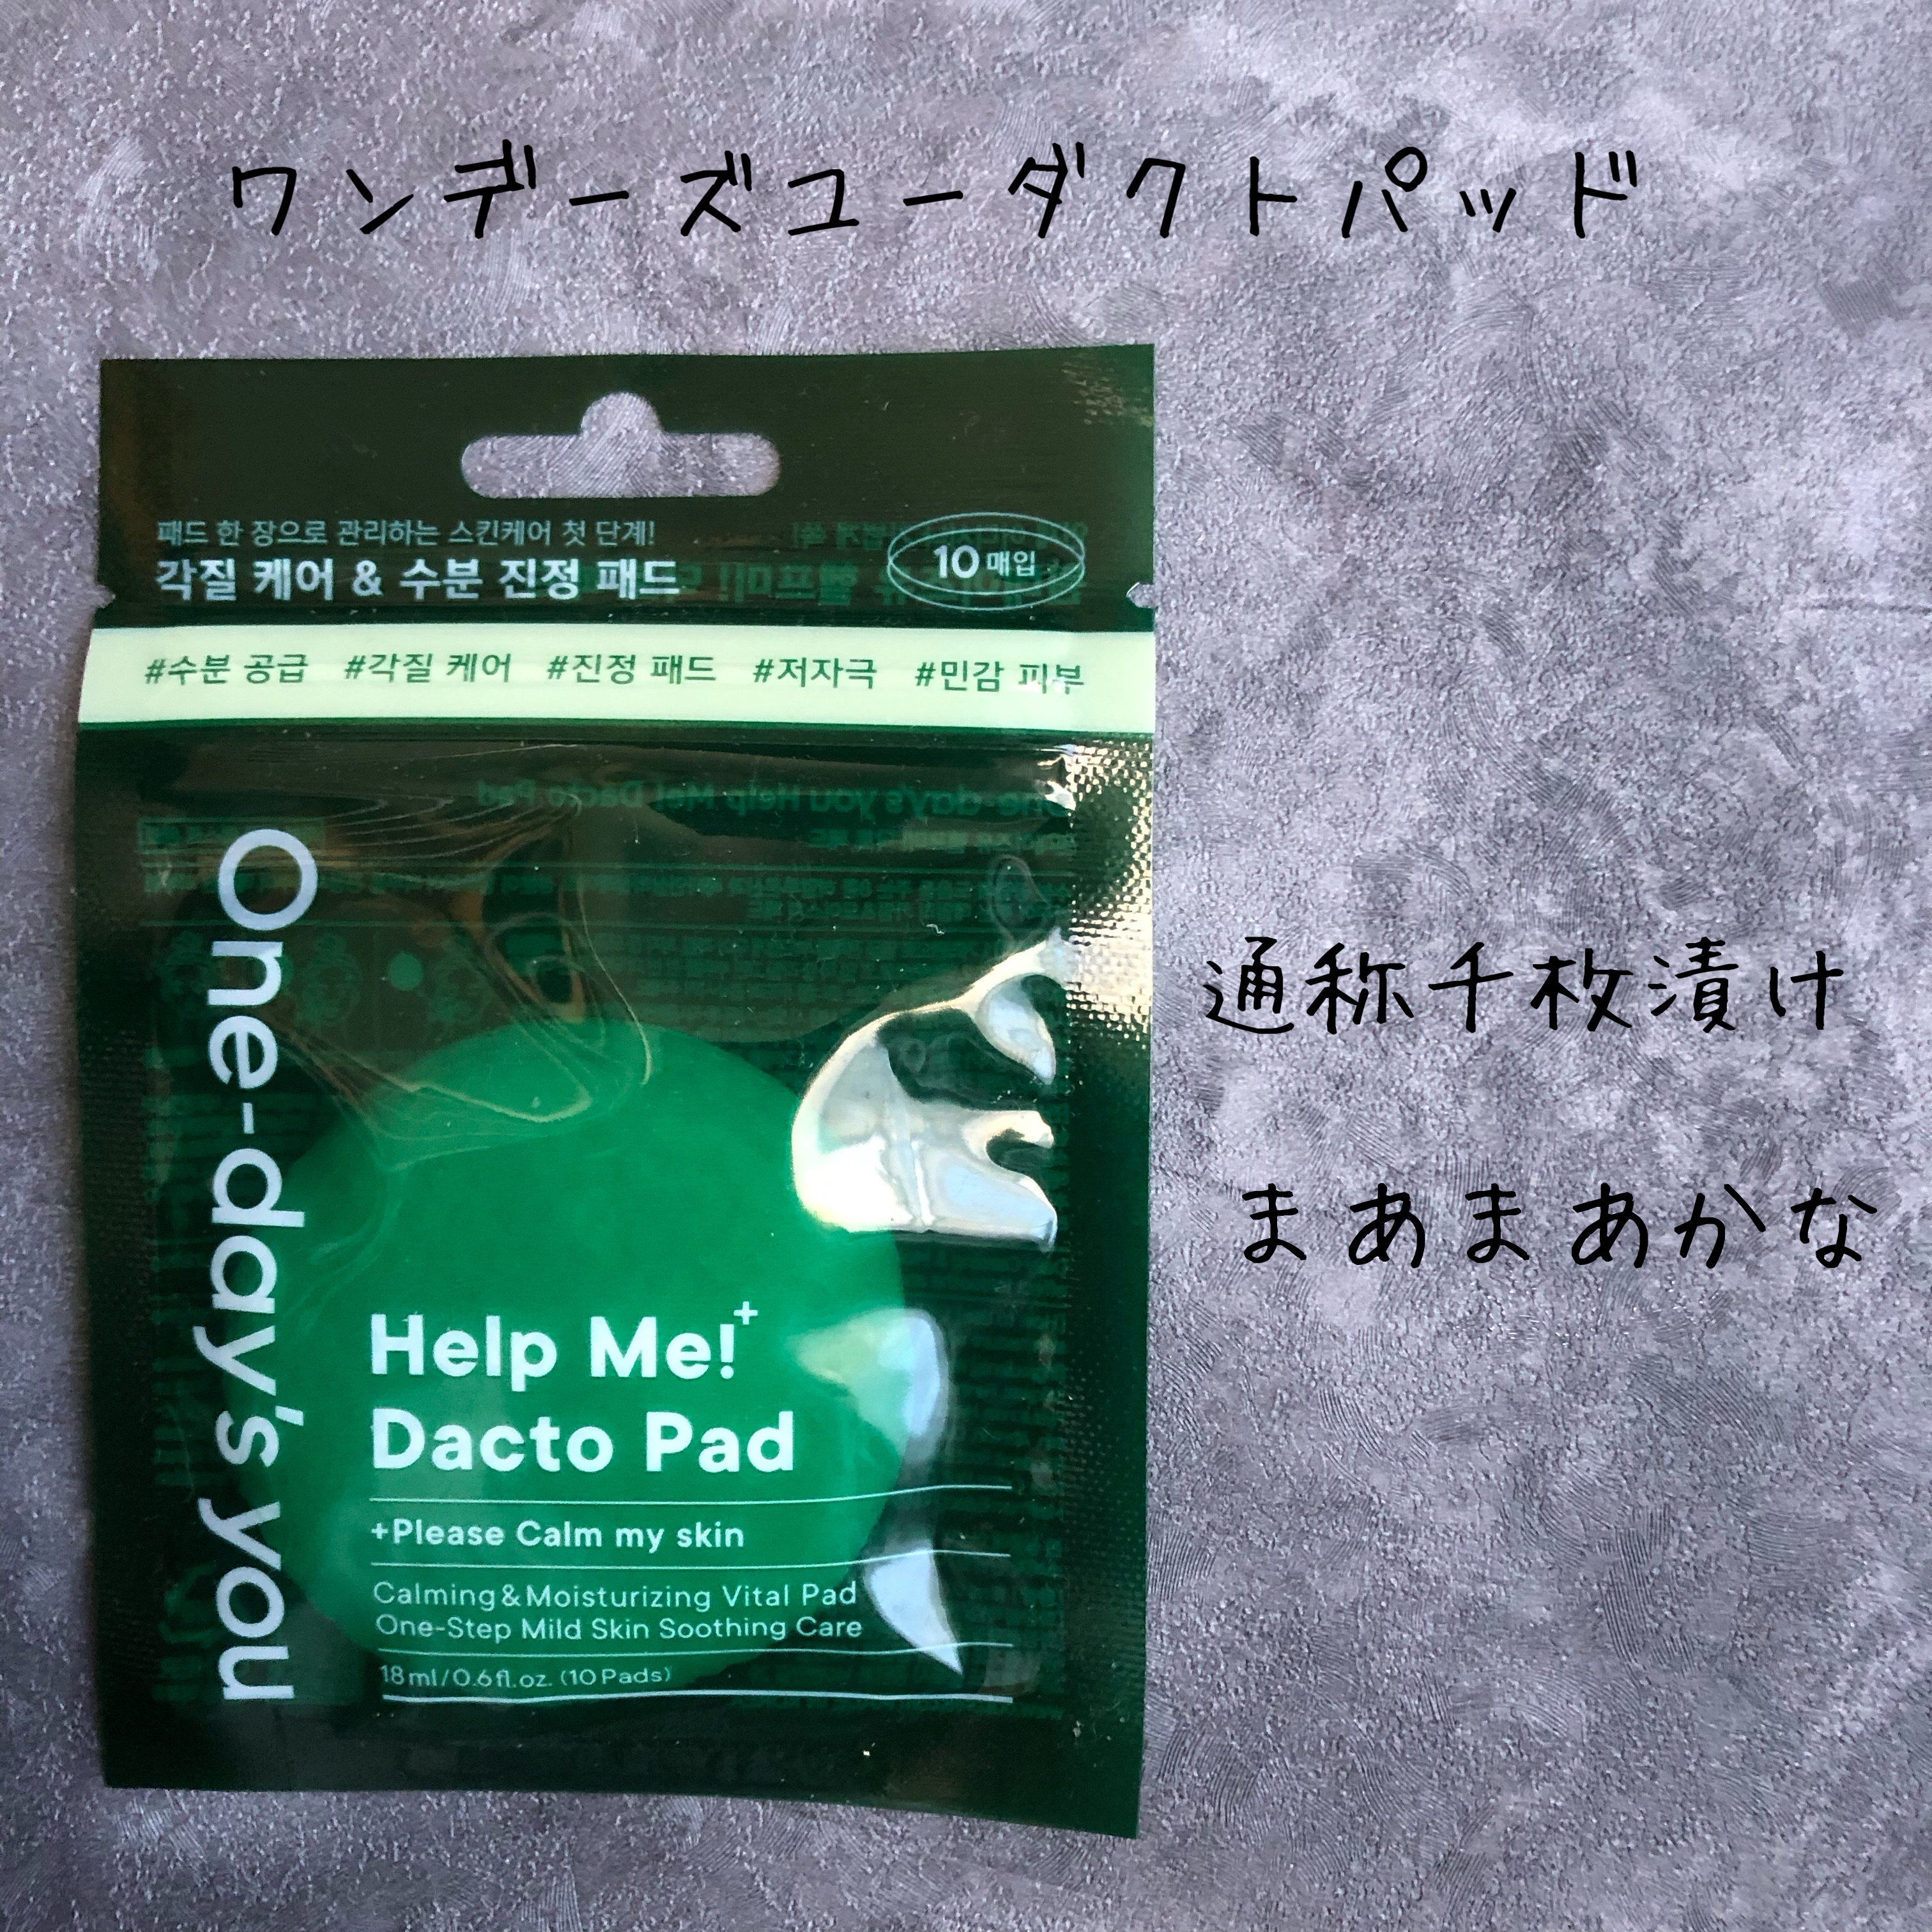 ワンデーズユーダクトパッド
패드 한 장으로 관리하는 스킨케어 첫 단계!
각질 케어 & 수분 진정 패드
10매입
#수분 공급 #각질 케어 #진정 패드 #저자극 #민감 피부
One-day's you
通称千枚漬け
まあまあかな
Help Me!+
Dacto Pad
+Please Calm my skin
Calming&Moisturizing Vital Pad
One-Step Mild Skin Soothing Care
18ml/0.6fl.oz. (10Pads)